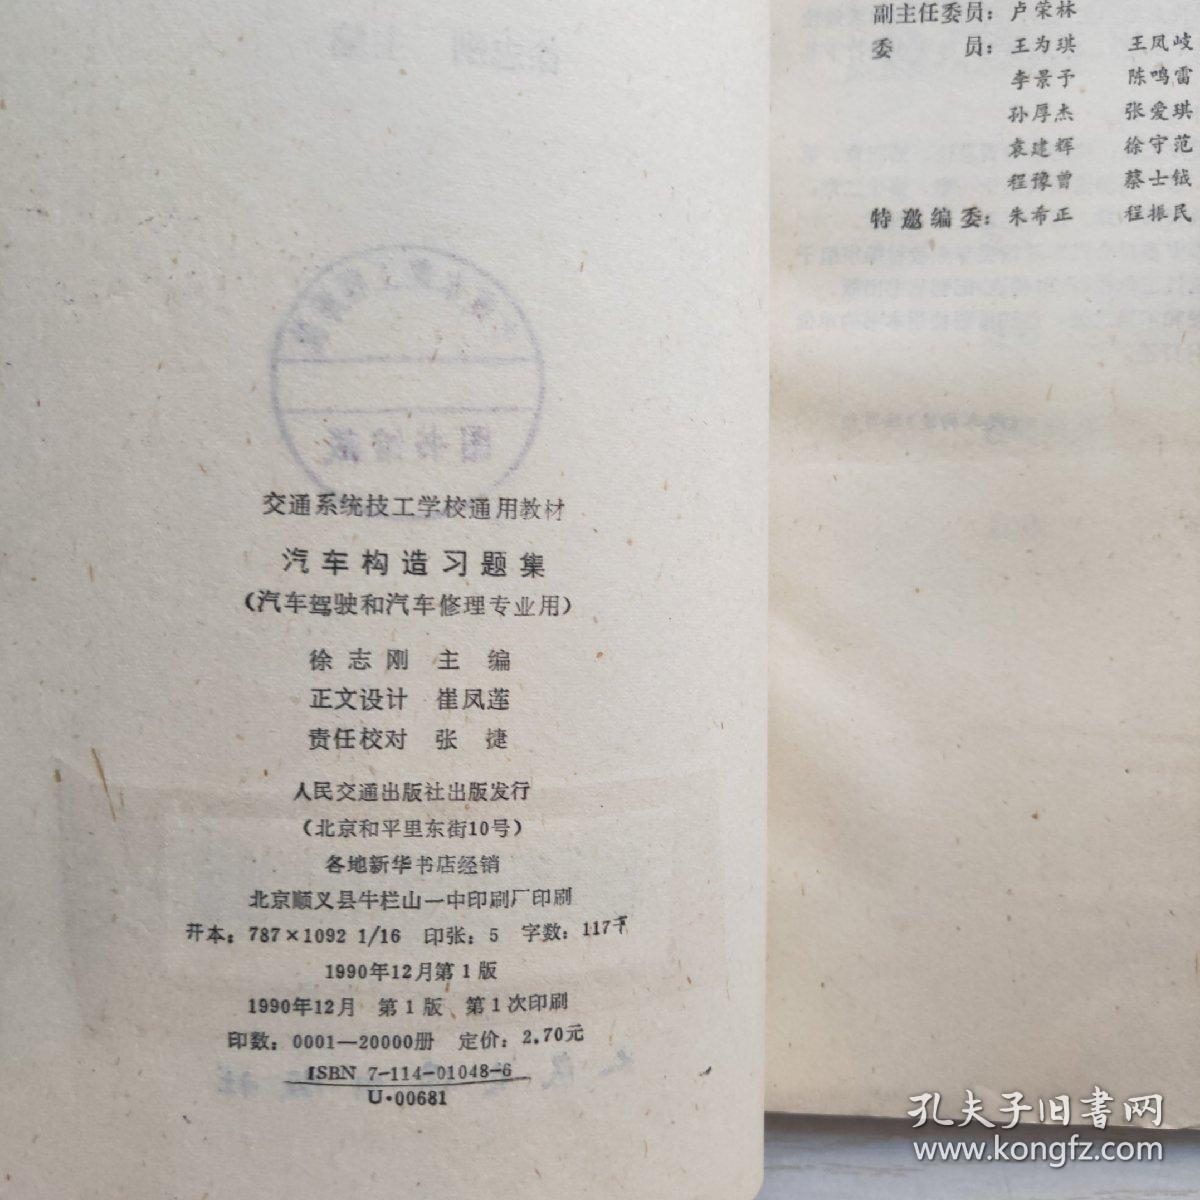 交通系统技工学校通用教材
汽车构造习题集
(汽车驾驶和汽车修理专业用)
徐志刚 主编
正文设计 崔凤莲
责任校对 张捷
人民交通出版社出版发行
(北京和平里东街10号)
各地新华书店经销
北京顺义县牛栏山一中印刷厂印刷
开本: 787×1092 1/16 印张: 5 字数: 117千
1990年12月第1版
1990年12月 第1版 第1次印刷
印数: 0001—20000册 定价: 2.70元
ISBN 7-114-01048-6
U·00681
副主任委员: 卢荣林
委 员: 王为琪 王凤岐
李景予 陈鸣雷
孙厚杰 张爱琪
袁建辉 徐守范
程豫曾 蔡士钺
特邀编委: 朱希正 程振民
图书馆藏
孔夫子旧书网
www.kongfz.com